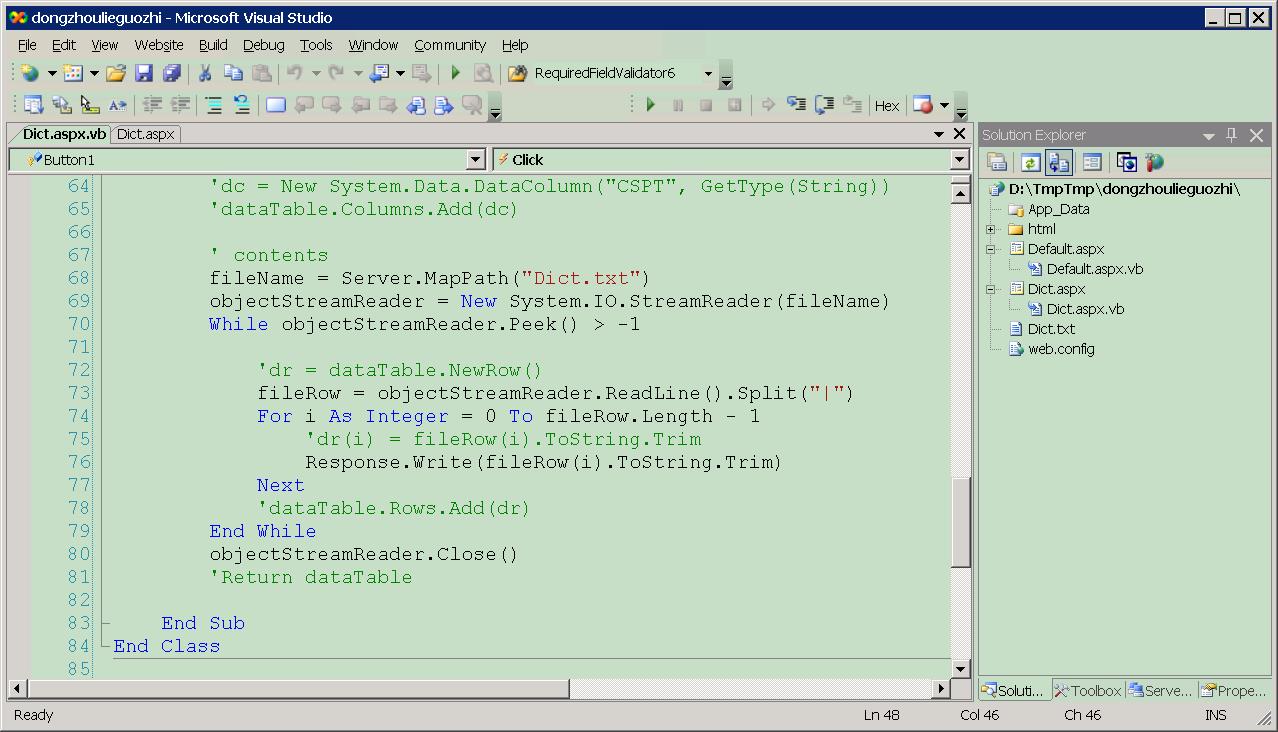 dongzhoulieguozhi - Microsoft Visual Studio
File Edit View Website Build Debug Tools Window Community Help
RequiredFieldValidator6
Hex
Dict.aspx.vb Dict.aspx
Solution Explorer
Button1
Click
64 'dc = New System.Data.DataColumn("CSPT", GetType(String))
65 'dataTable.Columns.Add(dc)
66
67 ' contents
68 fileName = Server.MapPath("Dict.txt")
69 objectStreamReader = New System.IO.StreamReader(fileName)
70 While objectStreamReader.Peek() > -1
71
72 'dr = dataTable.NewRow()
73 fileRow = objectStreamReader.ReadLine().Split("|")
74 For i As Integer = 0 To fileRow.Length - 1
75 'dr(i) = fileRow(i).ToString.Trim
76 Response.Write(fileRow(i).ToString.Trim)
77 Next
78 'dataTable.Rows.Add(dr)
79 End While
80 objectStreamReader.Close()
81 'Return dataTable
82
83 End Sub
84 End Class
85
D:\TmpTmp\dongzhoulieguozhi\
App_Data
html
Default.aspx
Default.aspx.vb
Dict.aspx
Dict.aspx.vb
Dict.txt
web.config
Soluti... Toolbox Serve... Prope...
Ready Ln 48 Col 46 Ch 46 INS